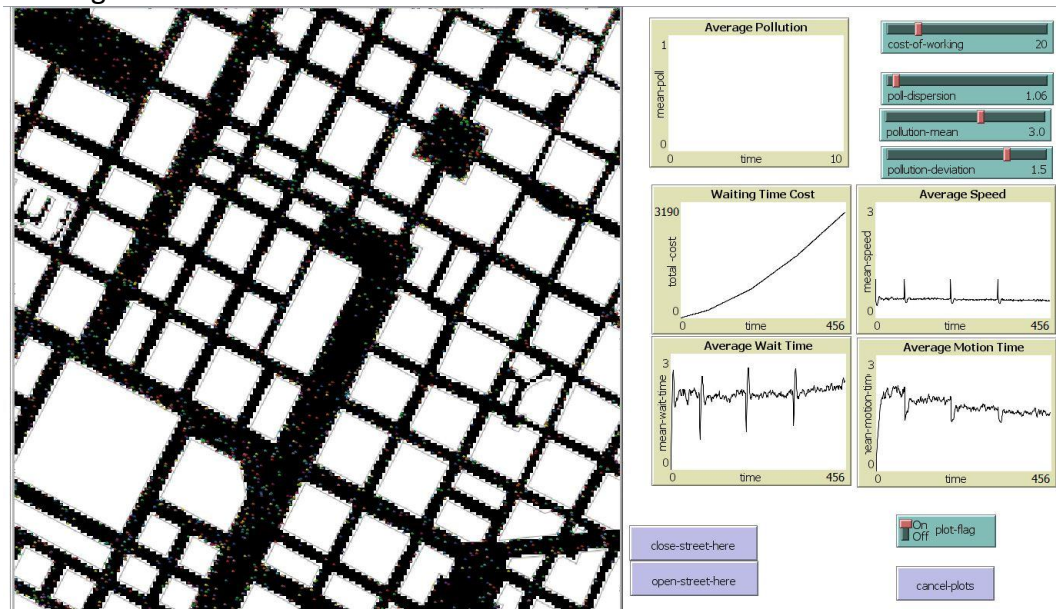 Average Pollution
1
mean-poll
0
0 time 10
cost-of-working 20
poll-dispersion 1.06
pollution-mean 3.0
pollution-deviation 1.5
Waiting Time Cost
3190
total -cost
0
0 time 456
Average Speed
3
mean-speed
0
0 time 456
Average Wait Time
3
mean-wait-time
0
0 time 456
Average Motion Time
3
nean-motion-time
0
0 time 456
close-street-here
open-street-here
On
Off
plot-flag
cancel-plots